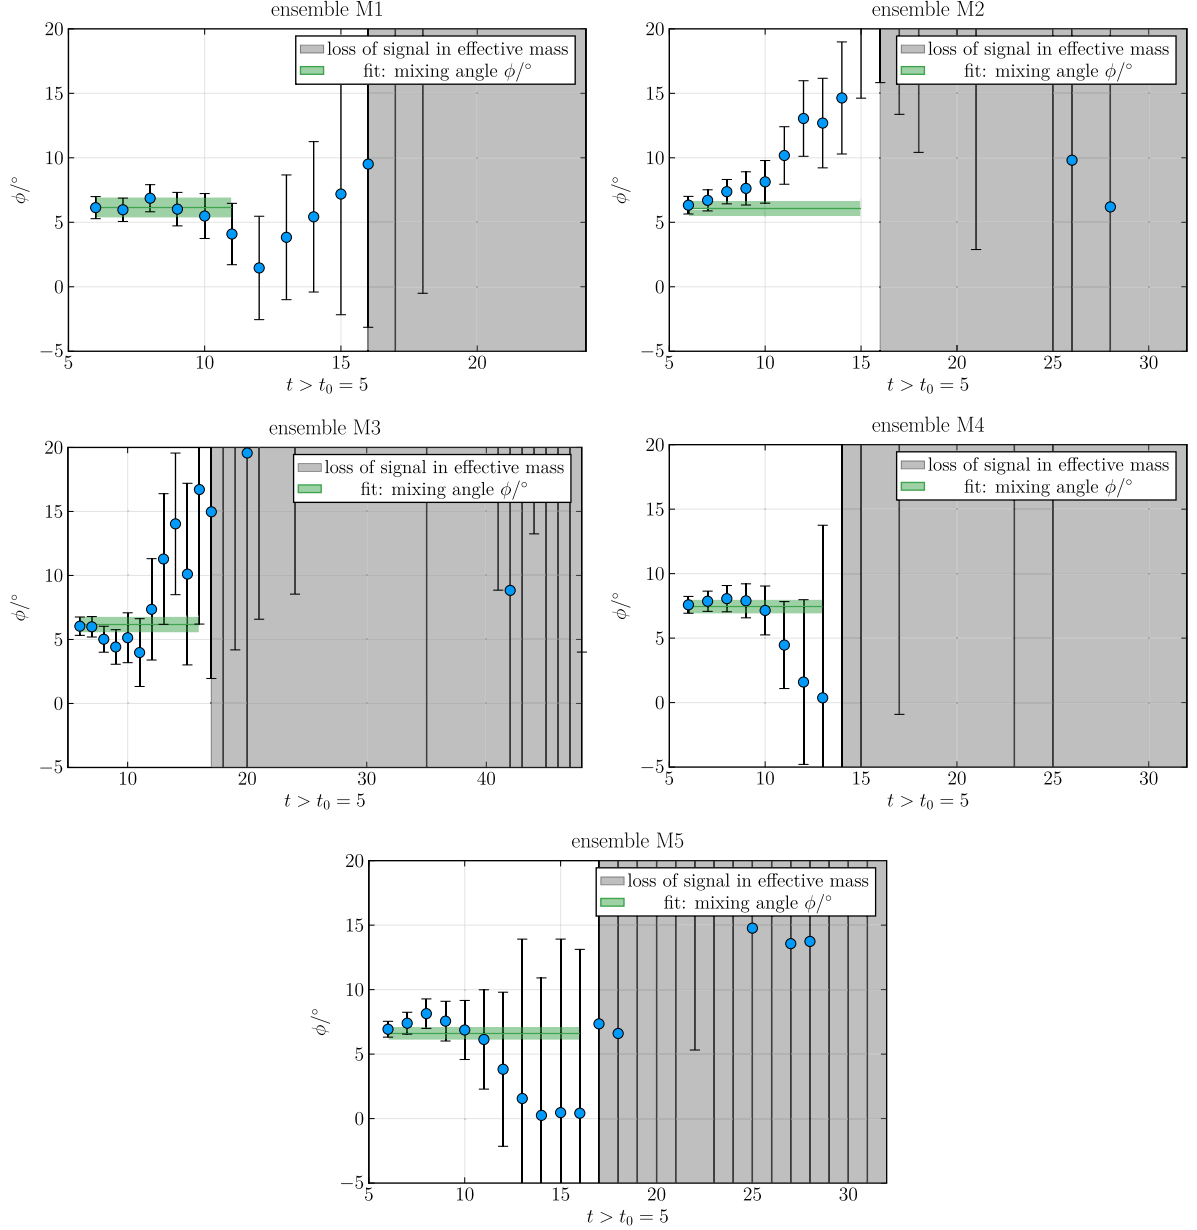 ensemble M1
20
15
10
5
0
−5
ϕ/°
loss of signal in effective mass
fit: mixing angle ϕ/°
5 10 15 20
t > t₀ = 5
ensemble M2
20
15
10
5
0
−5
ϕ/°
loss of signal in effective mass
fit: mixing angle ϕ/°
5 10 15 20 25 30
t > t₀ = 5
ensemble M3
20
15
10
5
0
−5
ϕ/°
loss of signal in effective mass
fit: mixing angle ϕ/°
10 20 30 40
t > t₀ = 5
ensemble M4
20
15
10
5
0
−5
ϕ/°
loss of signal in effective mass
fit: mixing angle ϕ/°
5 10 15 20 25 30
t > t₀ = 5
ensemble M5
20
15
10
5
0
−5
ϕ/°
loss of signal in effective mass
fit: mixing angle ϕ/°
5 10 15 20 25 30
t > t₀ = 5